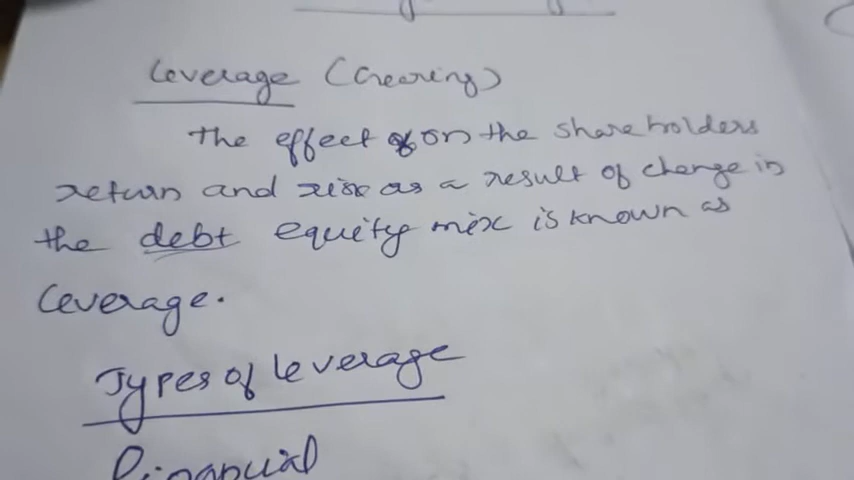 Leverage (Gearing)
The effect on the shareholders
return and risk as a result of change in
the debt equity mix is known as
Leverage.
Types of leverage
Financial